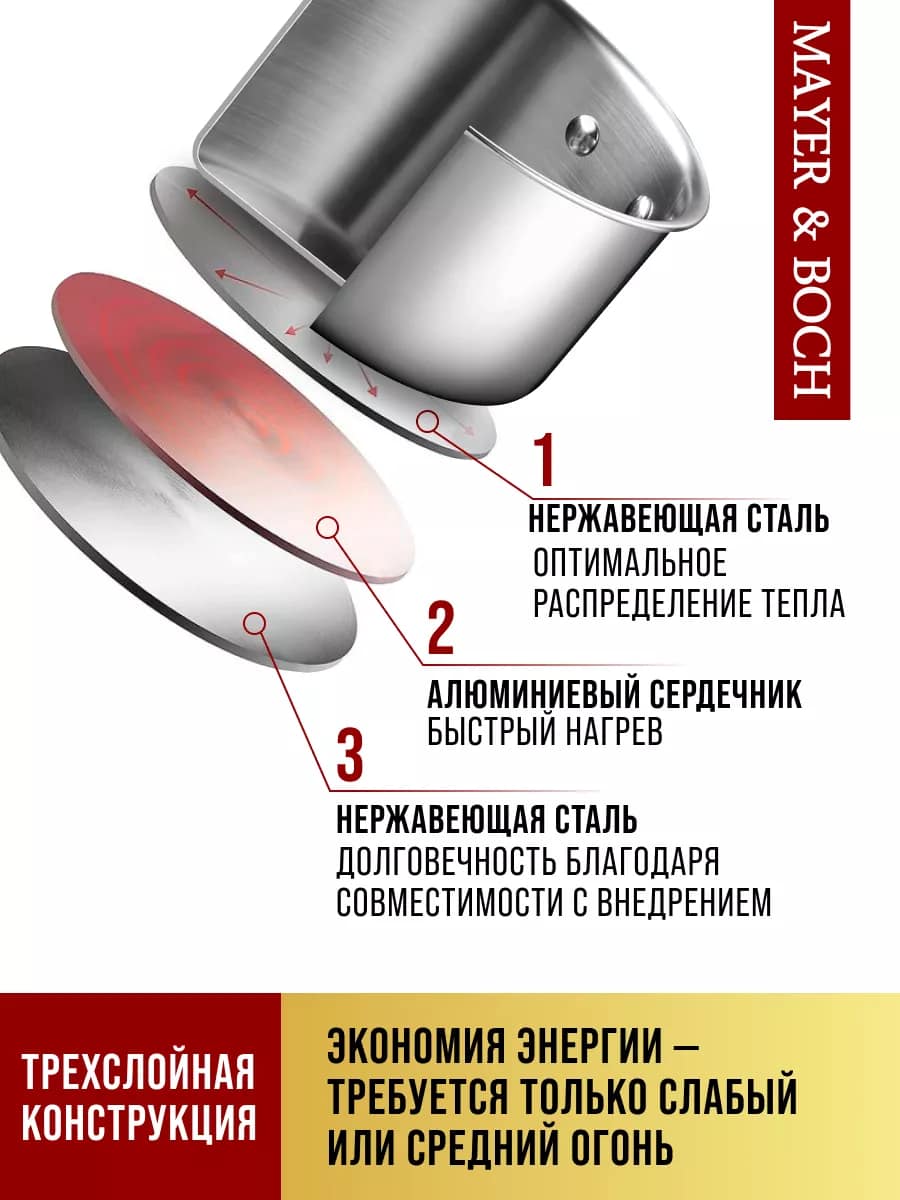 MAYER & BOCH
1
НЕРЖАВЕЮЩАЯ СТАЛЬ
ОПТИМАЛЬНОЕ
РАСПРЕДЕЛЕНИЕ ТЕПЛА
2
АЛЮМИНИЕВЫЙ СЕРДЕЧНИК
БЫСТРЫЙ НАГРЕВ
3
НЕРЖАВЕЮЩАЯ СТАЛЬ
ДОЛГОВЕЧНОСТЬ БЛАГОДАРЯ
СОВМЕСТИМОСТИ С ВНЕДРЕНИЕМ
ТРЕХСЛОЙНАЯ
КОНСТРУКЦИЯ
ЭКОНОМИЯ ЭНЕРГИИ –
ТРЕБУЕТСЯ ТОЛЬКО СЛАБЫЙ
ИЛИ СРЕДНИЙ ОГОНЬ